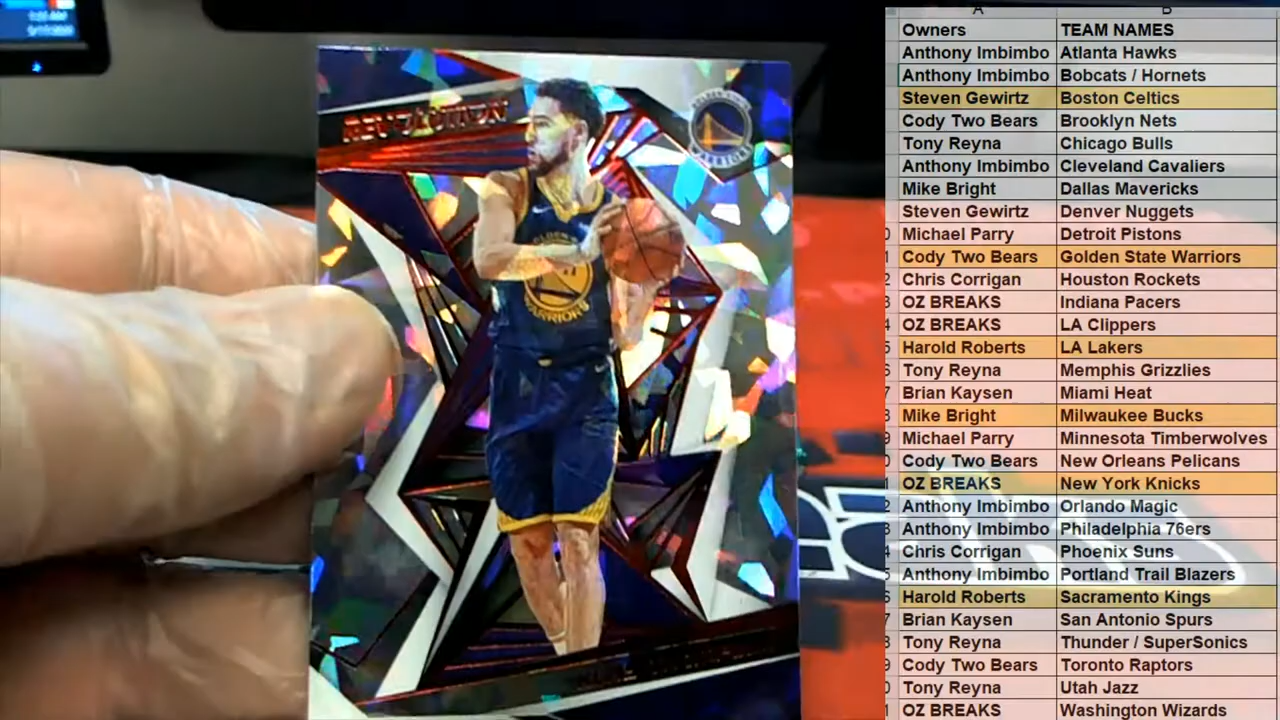 REVOLUTION
WARRIORS
WARRIORS
A B
Owners TEAM NAMES
Anthony Imbimbo Atlanta Hawks
Anthony Imbimbo Bobcats / Hornets
Steven Gewirtz Boston Celtics
Cody Two Bears Brooklyn Nets
Tony Reyna Chicago Bulls
Anthony Imbimbo Cleveland Cavaliers
Mike Bright Dallas Mavericks
Steven Gewirtz Denver Nuggets
Michael Parry Detroit Pistons
Cody Two Bears Golden State Warriors
Chris Corrigan Houston Rockets
OZ BREAKS Indiana Pacers
OZ BREAKS LA Clippers
Harold Roberts LA Lakers
Tony Reyna Memphis Grizzlies
Brian Kaysen Miami Heat
Mike Bright Milwaukee Bucks
Michael Parry Minnesota Timberwolves
Cody Two Bears New Orleans Pelicans
OZ BREAKS New York Knicks
Anthony Imbimbo Orlando Magic
Anthony Imbimbo Philadelphia 76ers
Chris Corrigan Phoenix Suns
Anthony Imbimbo Portland Trail Blazers
Harold Roberts Sacramento Kings
Brian Kaysen San Antonio Spurs
Tony Reyna Thunder / SuperSonics
Cody Two Bears Toronto Raptors
Tony Reyna Utah Jazz
OZ BREAKS Washington Wizards